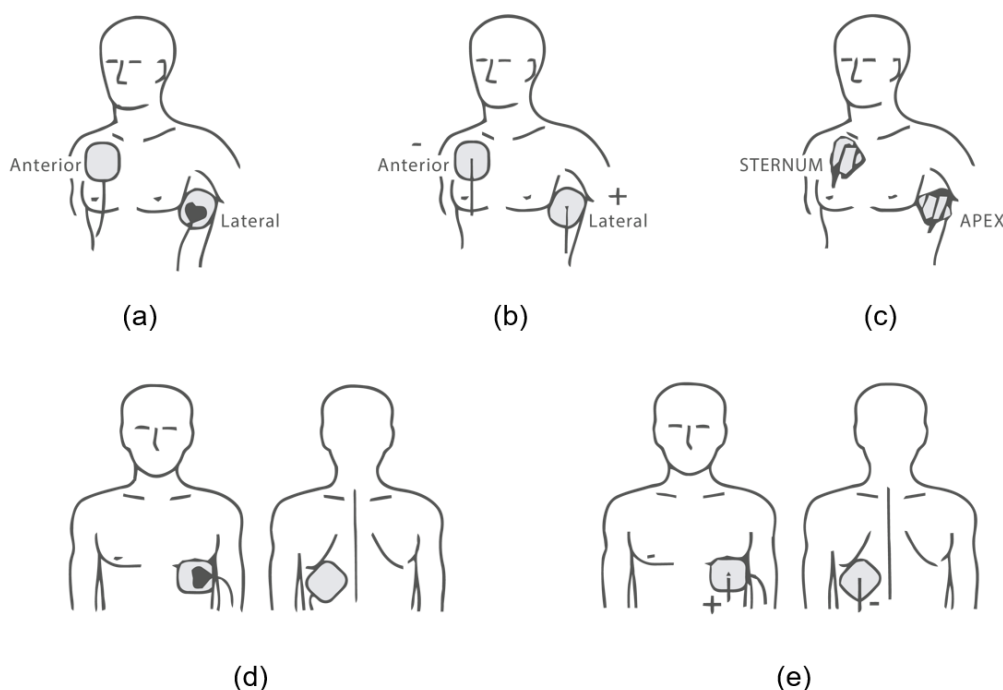 Anterior
Lateral
(a)
-
Anterior
+
Lateral
(b)
STERNUM
APEX
(c)
(d)
+
-
(e)